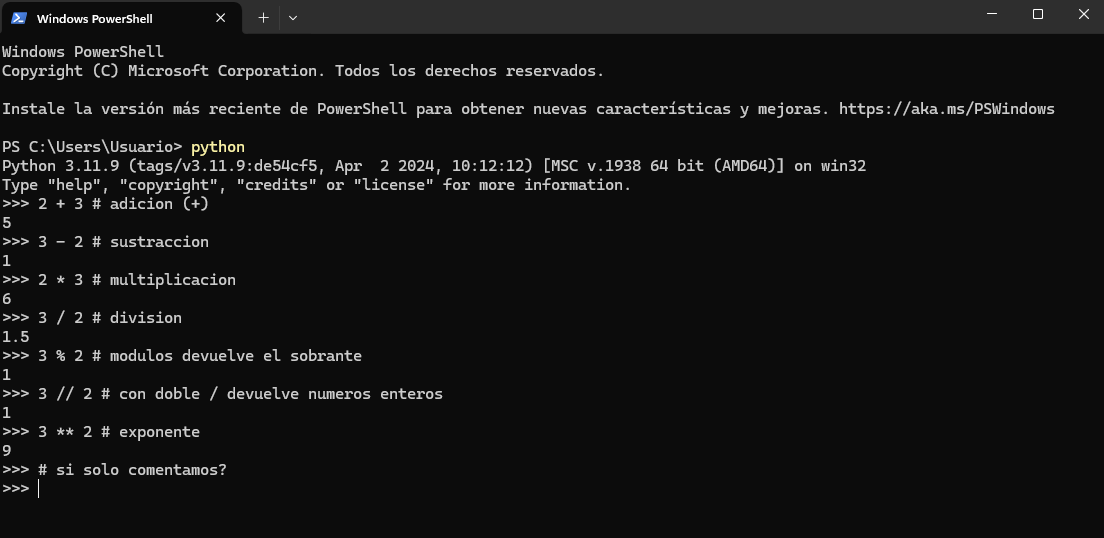 Windows PowerShell
Windows PowerShell
Copyright (C) Microsoft Corporation. Todos los derechos reservados.
Instale la versión más reciente de PowerShell para obtener nuevas características y mejoras. https://aka.ms/PSWindows
PS C:\Users\Usuario> python
Python 3.11.9 (tags/v3.11.9:de54cf5, Apr  2 2024, 10:12:12) [MSC v.1938 64 bit (AMD64)] on win32
Type "help", "copyright", "credits" or "license" for more information.
>>> 2 + 3 # adicion (+)
5
>>> 3 - 2 # sustraccion
1
>>> 2 * 3 # multiplicacion
6
>>> 3 / 2 # division
1.5
>>> 3 % 2 # modulos devuelve el sobrante
1
>>> 3 // 2 # con doble / devuelve numeros enteros
1
>>> 3 ** 2 # exponente
9
>>> # si solo comentamos?
>>>